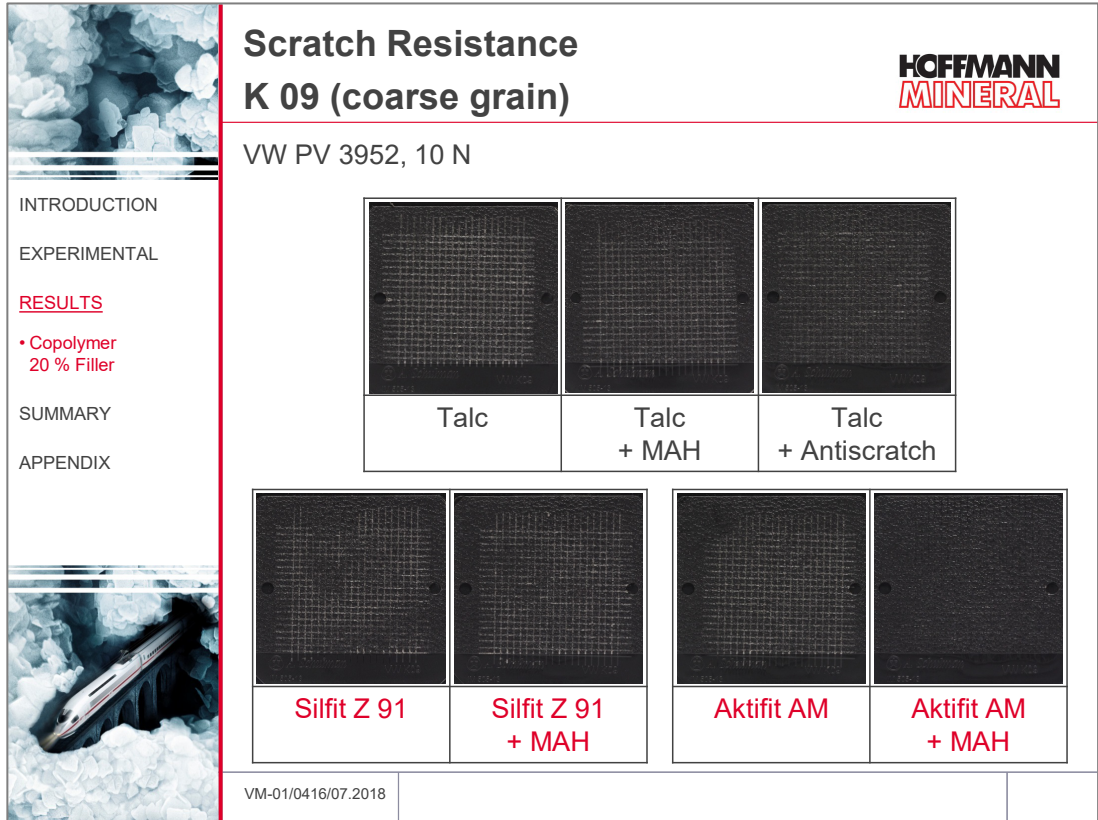 Scratch Resistance
K 09 (coarse grain)
HOFFMANN
MINERAL
VW PV 3952, 10 N
INTRODUCTION
EXPERIMENTAL
RESULTS
• Copolymer
20 % Filler
SUMMARY
APPENDIX
Talc
Talc
+ MAH
Talc
+ Antiscratch
Silfit Z 91
Silfit Z 91
+ MAH
Aktifit AM
Aktifit AM
+ MAH
VM-01/0416/07.2018